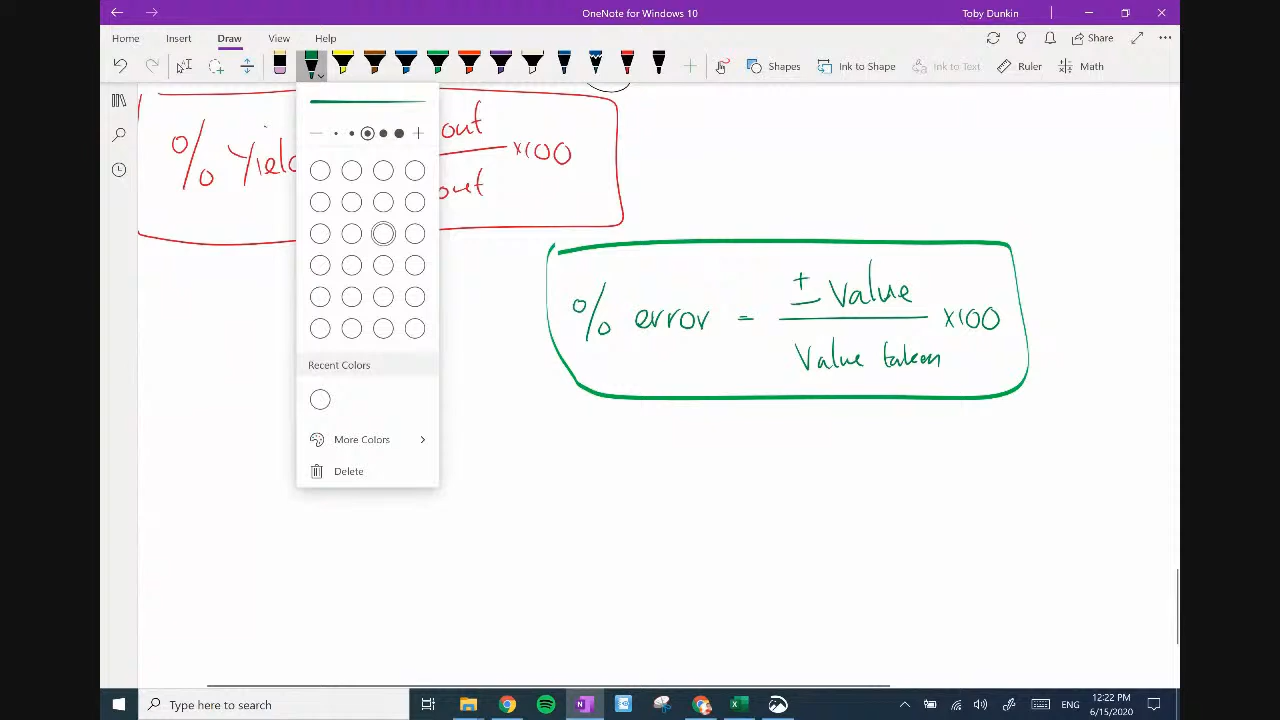 OneNote for Windows 10
Toby Dunkin
Home Insert Draw View Help
Share
Shapes Ink to Shape Ink to Text Ruler Math
out
% Yield x100
out
± Value
% error = x100
Value taken
Recent Colors
More Colors
Delete
Type here to search
12:22 PM
6/15/2020